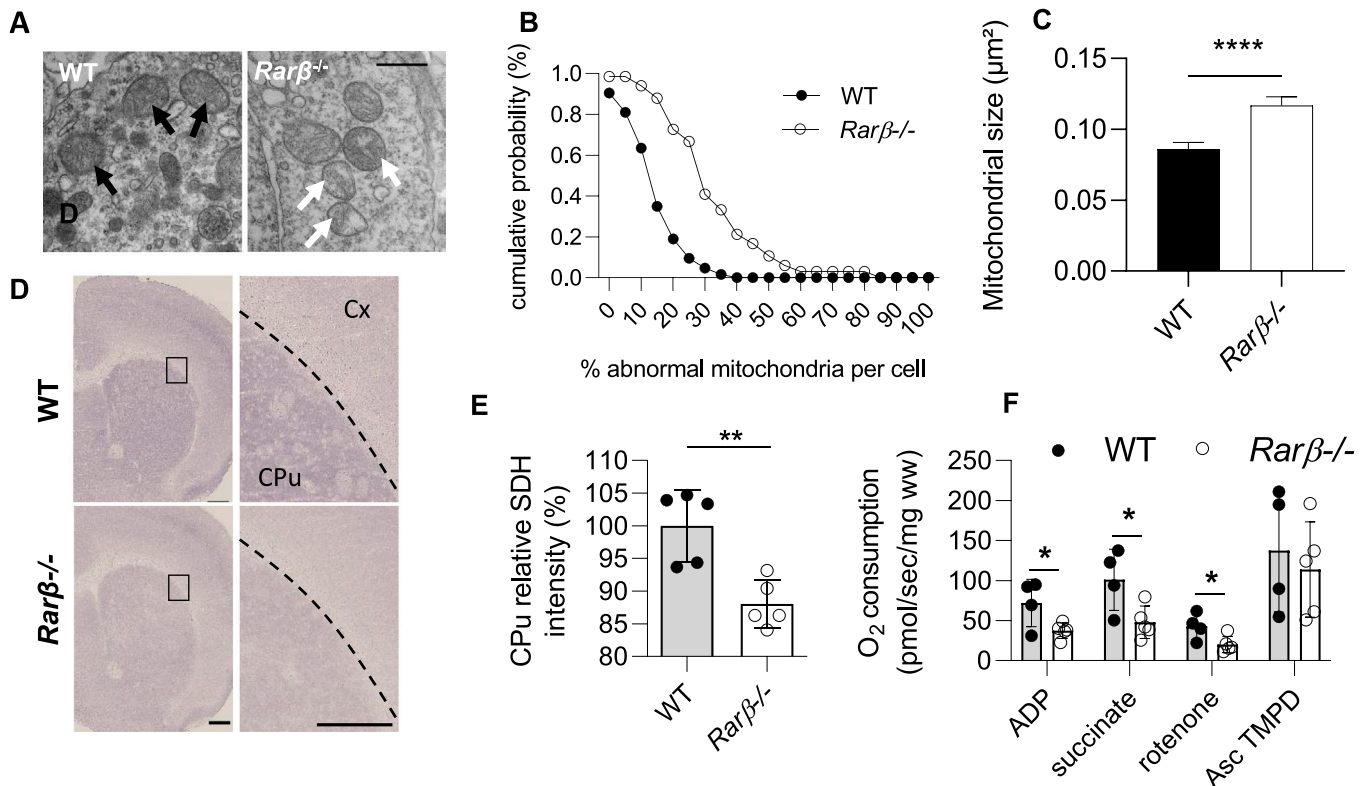 A
WT
Rarβ-/-
D
B
cumulative probability (%)
1.0
0.8
0.6
0.4
0.2
0.0
0
10
20
30
40
50
60
70
80
90
100
% abnormal mitochondria per cell
WT
Rarβ-/-
C
Mitochondrial size (µm²)
0.15
0.10
0.05
0.00
****
WT
Rarβ-/-
D
WT
Rarβ-/-
Cx
CPu
E
CPu relative SDH
intensity (%)
110
105
100
95
90
85
80
**
WT
Rarβ-/-
F
WT
Rarβ-/-
O2 consumption
(pmol/sec/mg ww)
250
200
150
100
50
0
*
*
*
ADP
succinate
rotenone
Asc TMPD